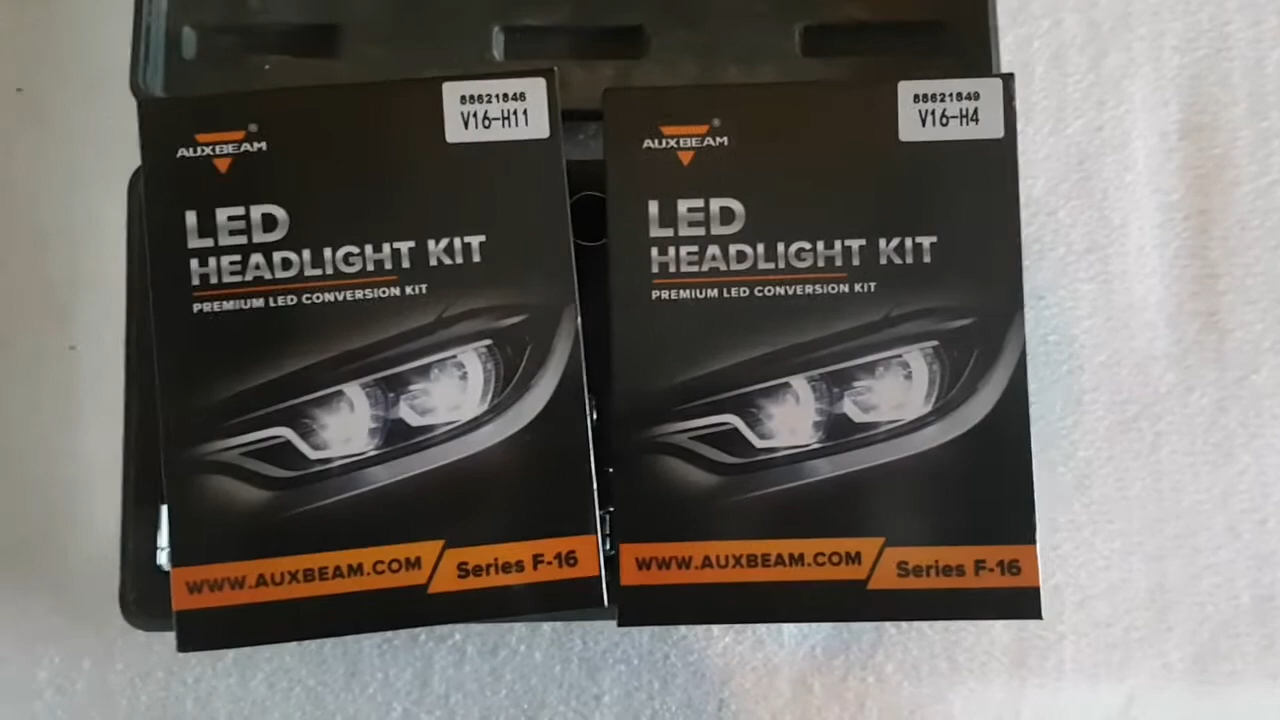 88621846
V16-H11
AUXBEAM®
LED
HEADLIGHT KIT
PREMIUM LED CONVERSION KIT
WWW.AUXBEAM.COM
Series F-16
88621849
V16-H4
AUXBEAM®
LED
HEADLIGHT KIT
PREMIUM LED CONVERSION KIT
WWW.AUXBEAM.COM
Series F-16